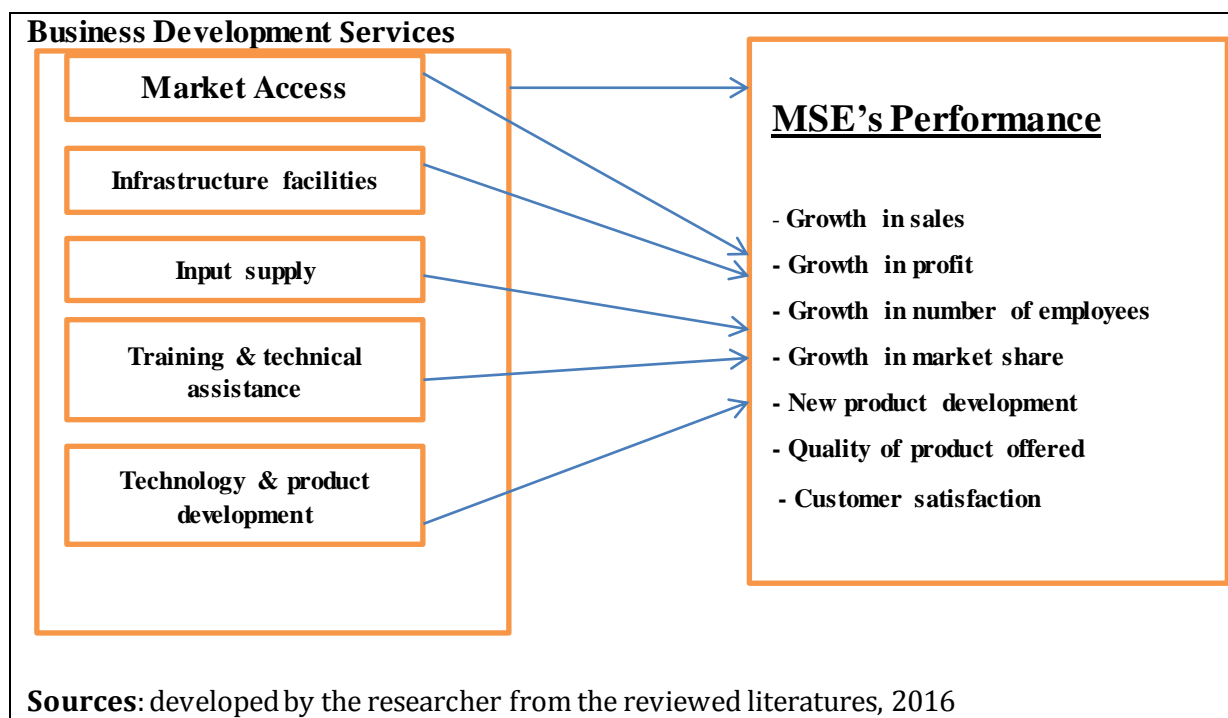 Business Development Services
Market Access
Infrastructure facilities
Input supply
Training & technical
assistance
Technology & product
development
MSE's Performance
- Growth in sales
- Growth in profit
- Growth in number of employees
- Growth in market share
- New product development
- Quality of product offered
- Customer satisfaction
Sources: developed by the researcher from the reviewed literatures, 2016